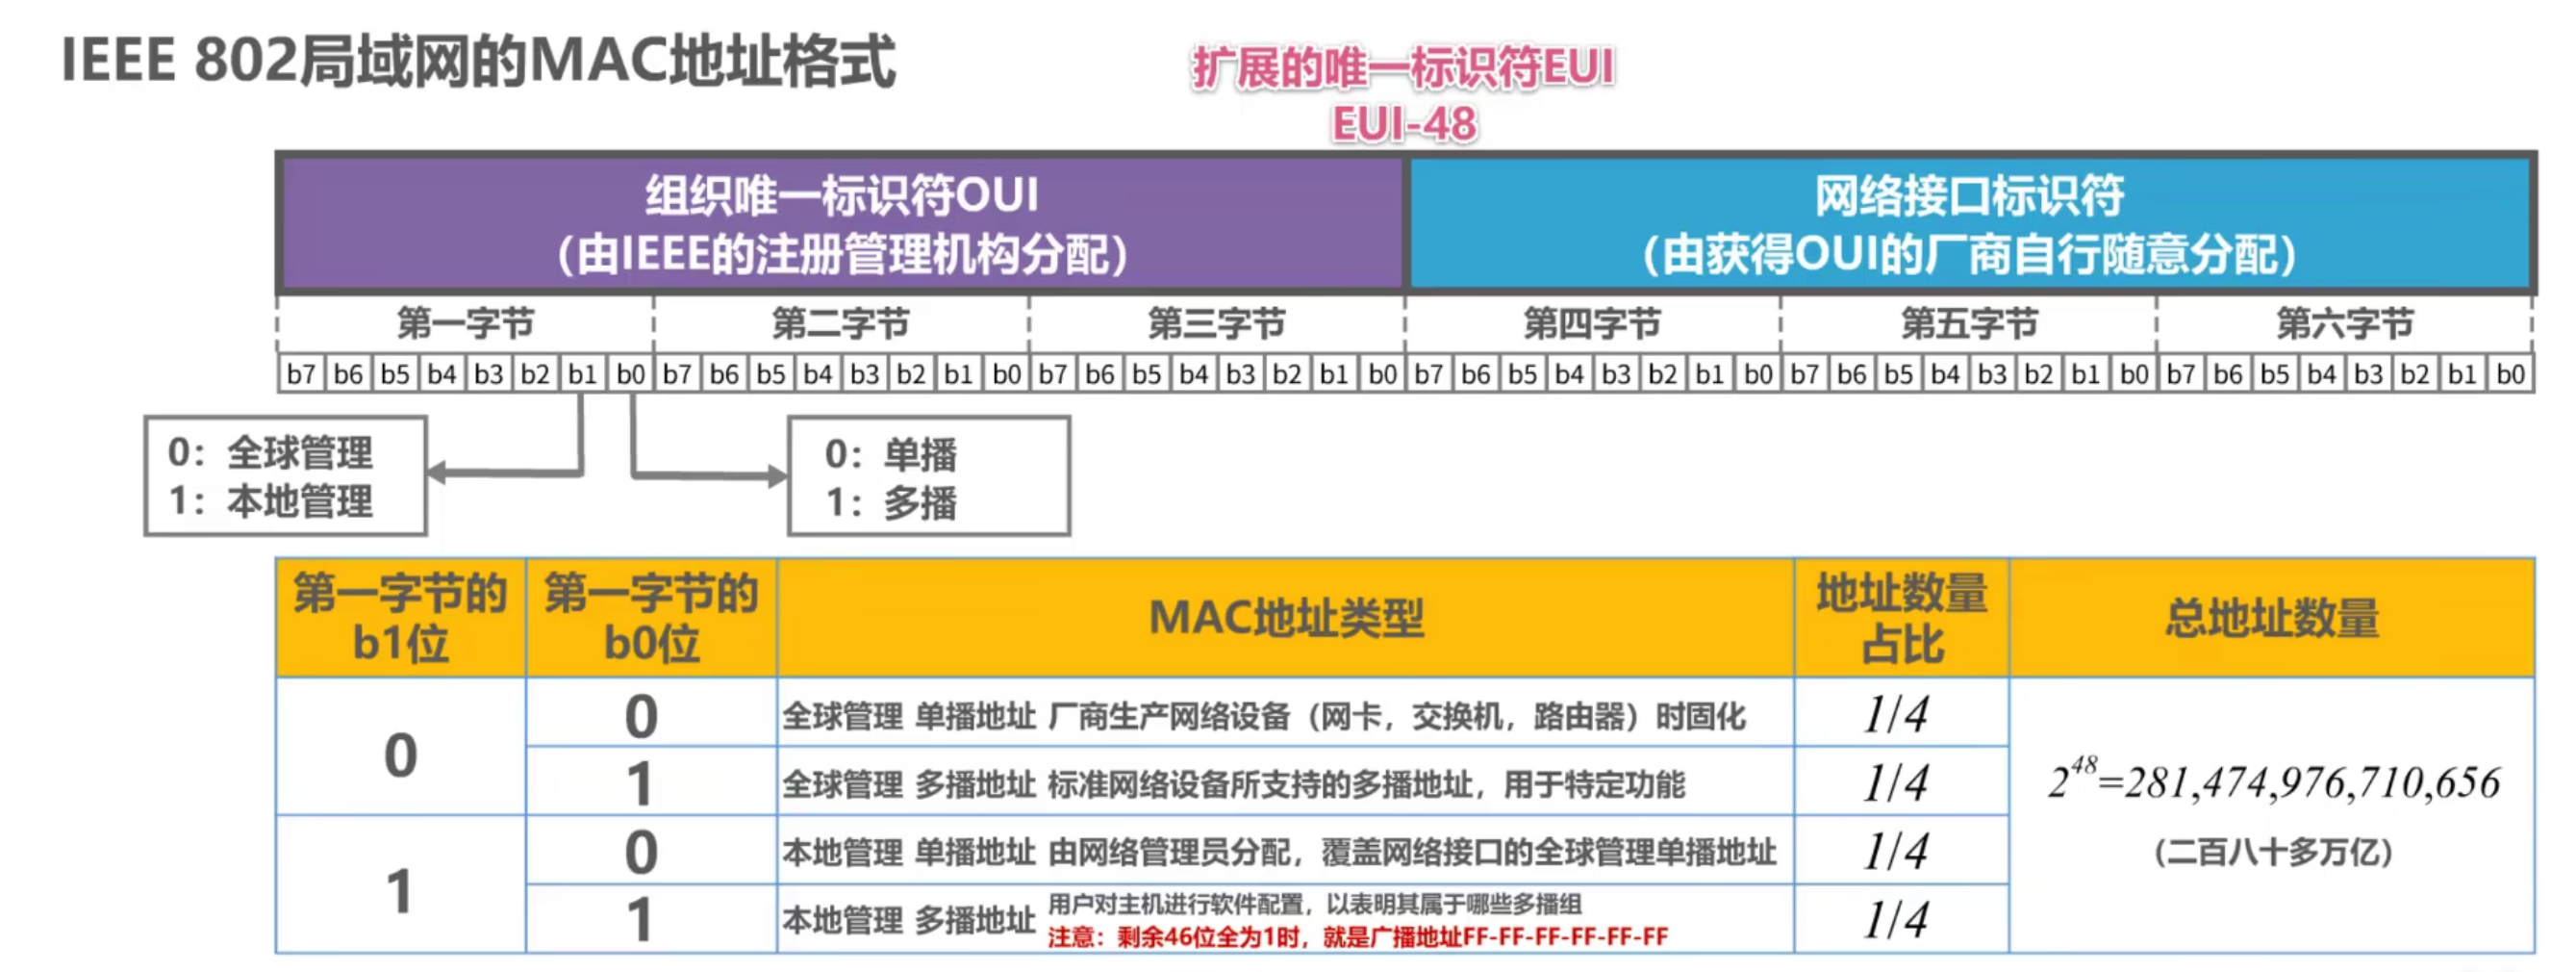 IEEE 802局域网的MAC地址格式
扩展的唯一标识符EUI
EUI-48
组织唯一标识符OUI
（由IEEE的注册管理机构分配）
网络接口标识符
（由获得OUI的厂商自行随意分配）
第一字节 第二字节 第三字节 第四字节 第五字节 第六字节
b7 b6 b5 b4 b3 b2 b1 b0 b7 b6 b5 b4 b3 b2 b1 b0 b7 b6 b5 b4 b3 b2 b1 b0 b7 b6 b5 b4 b3 b2 b1 b0 b7 b6 b5 b4 b3 b2 b1 b0 b7 b6 b5 b4 b3 b2 b1 b0
0：全球管理
1：本地管理
0：单播
1：多播
第一字节的
b1位
第一字节的
b0位
MAC地址类型
地址数量
占比
总地址数量
0
0
全球管理 单播地址 厂商生产网络设备（网卡，交换机，路由器）时固化
1/4
1
全球管理 多播地址 标准网络设备所支持的多播地址，用于特定功能
1/4
1
0
本地管理 单播地址 由网络管理员分配，覆盖网络接口的全球管理单播地址
1/4
1
本地管理 多播地址
用户对主机进行软件配置，以表明其属于哪些多播组
注意：剩余46位全为1时，就是广播地址FF-FF-FF-FF-FF-FF
1/4
2^48=281,474,976,710,656
（二百八十多万亿）